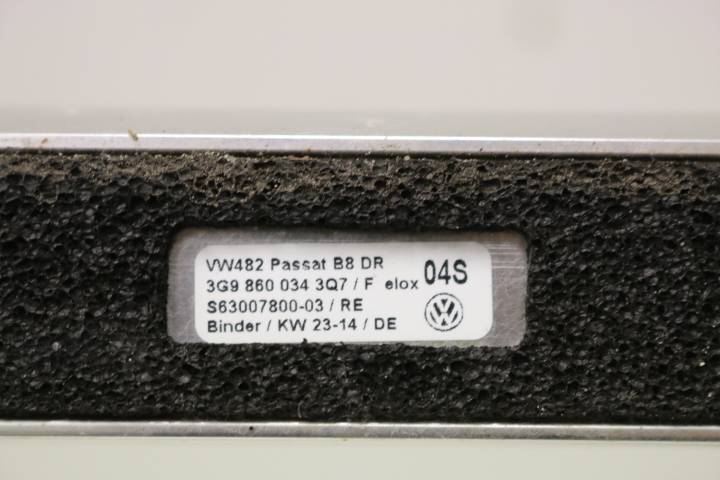 VW482 Passat B8 DR
3G9 860 034 3Q7 / F elox 04S
S63007800-03 / RE
Binder / KW 23-14 / DE